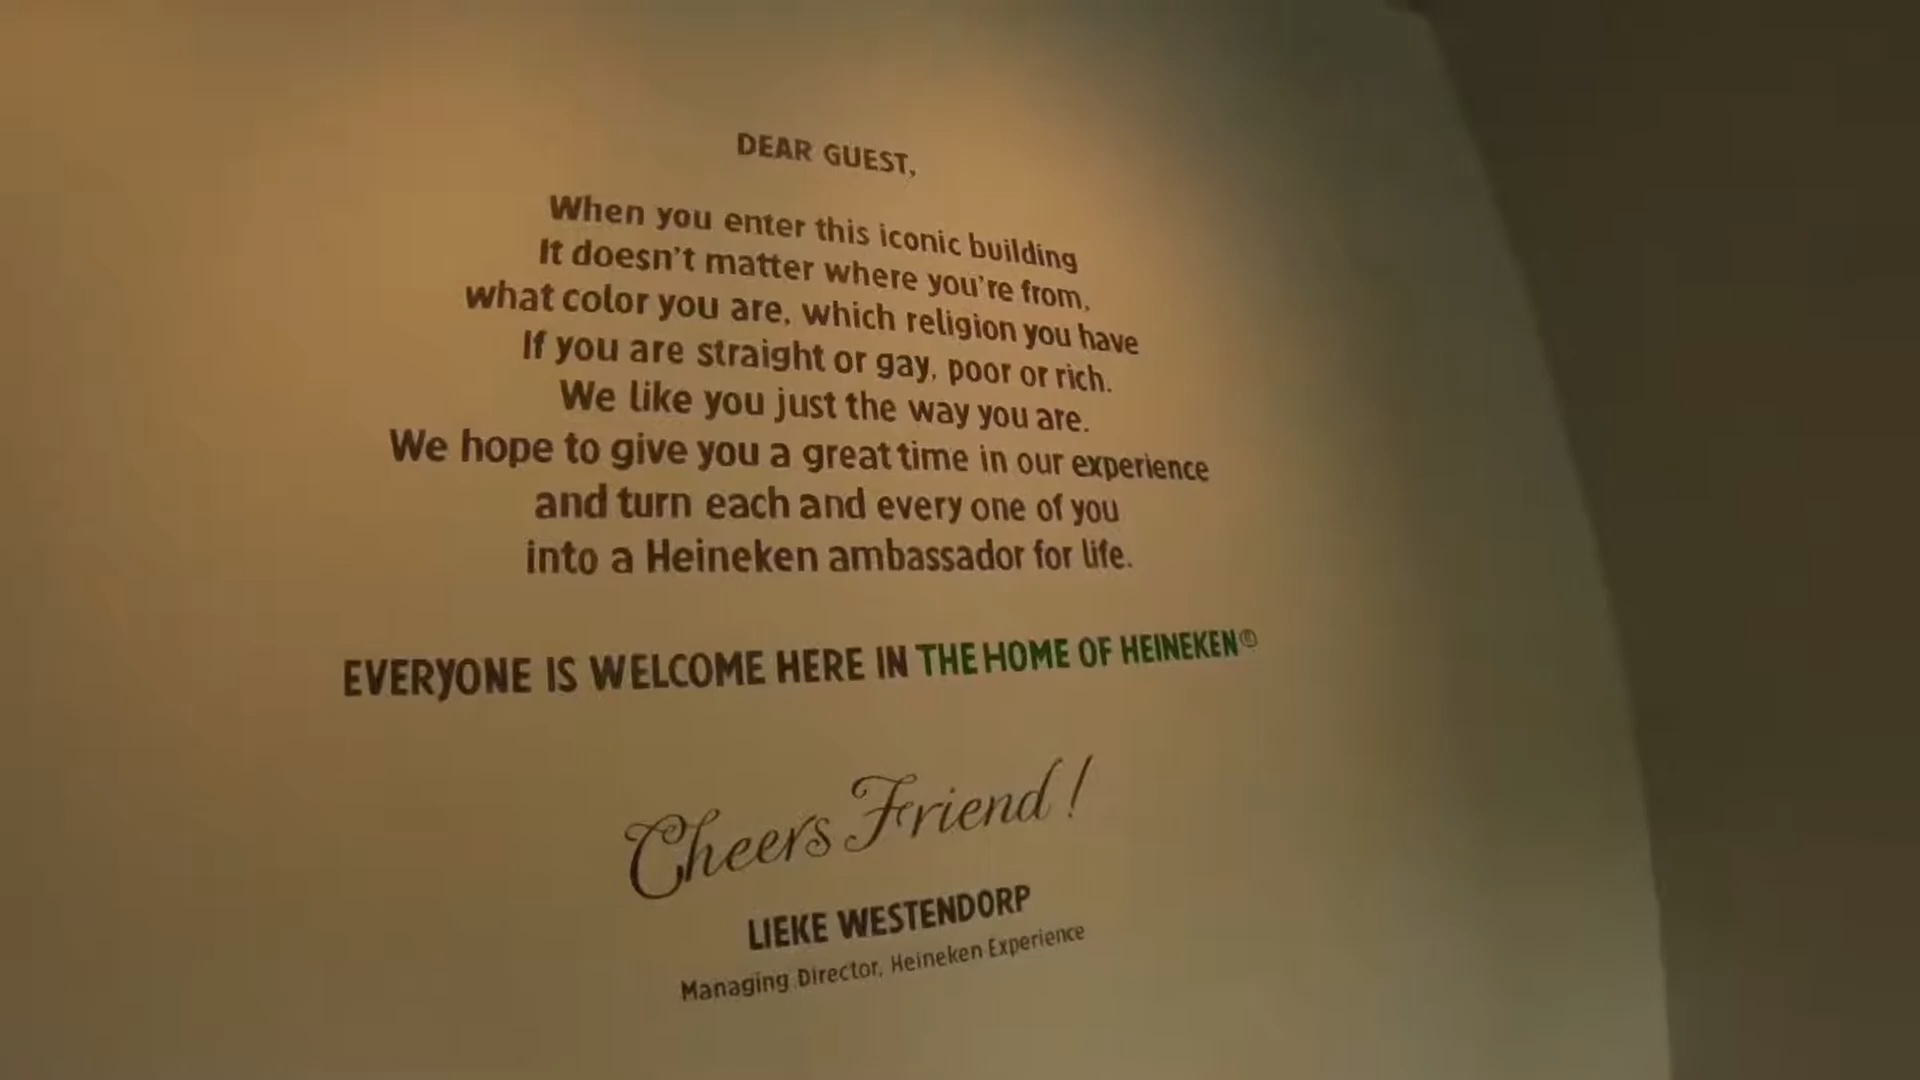 DEAR GUEST,
When you enter this iconic building
It doesn't matter where you're from,
what color you are, which religion you have
If you are straight or gay, poor or rich.
We like you just the way you are.
We hope to give you a great time in our experience
and turn each and every one of you
into a Heineken ambassador for life.
EVERYONE IS WELCOME HERE IN THE HOME OF HEINEKEN®
Cheers Friend!
LIEKE WESTENDORP
Managing Director, Heineken Experience